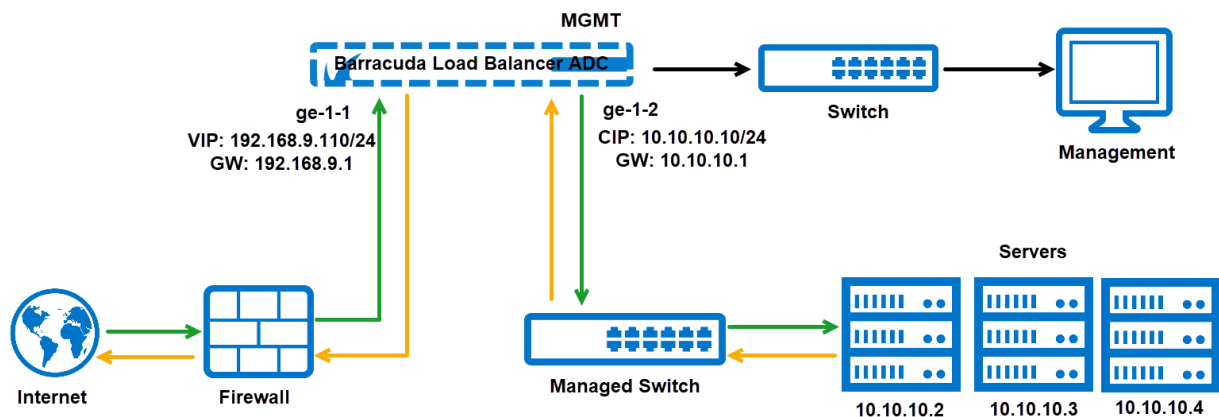 MGMT
Barracuda Load Balancer ADC
ge-1-1
VIP: 192.168.9.110/24
GW: 192.168.9.1
ge-1-2
CIP: 10.10.10.10/24
GW: 10.10.10.1
Switch
Management
Servers
Internet
Firewall
Managed Switch
10.10.10.2
10.10.10.3
10.10.10.4